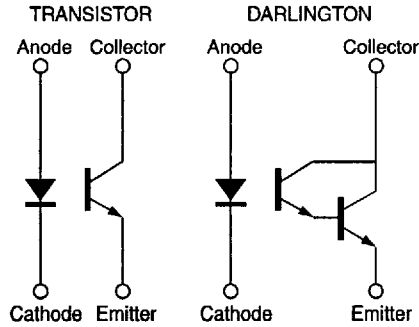 TRANSISTOR DARLINGTON
Anode Collector Anode Collector
Cathode Emitter Cathode Emitter